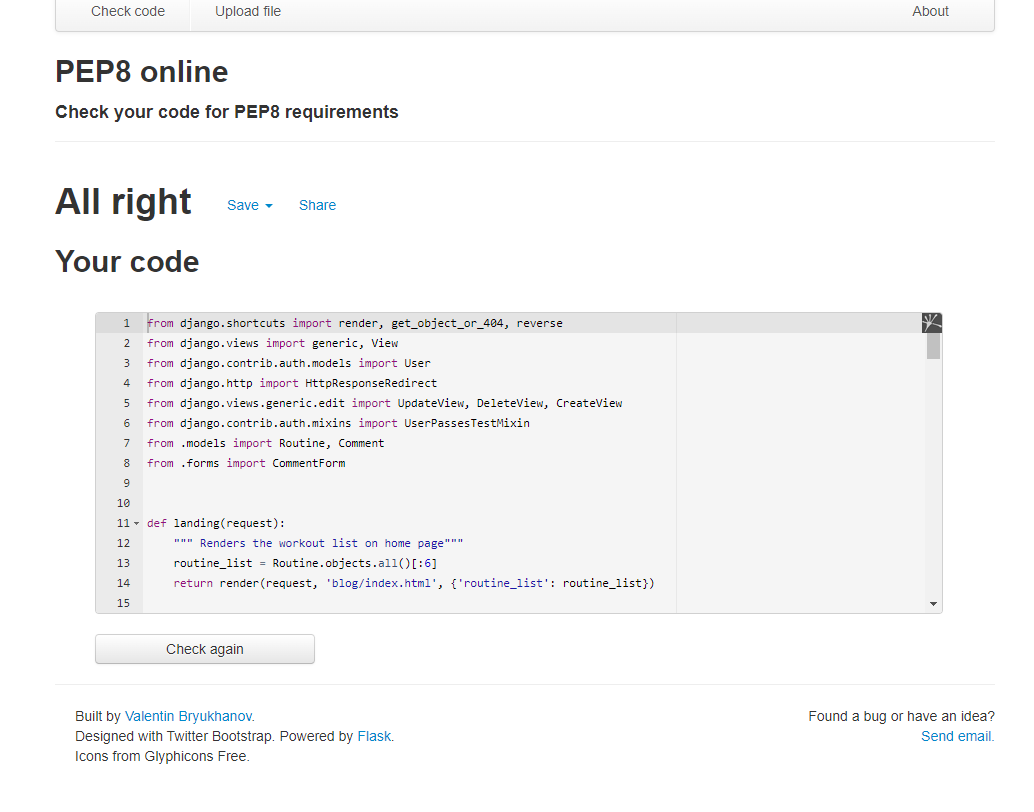 Check code Upload file About
PEP8 online
Check your code for PEP8 requirements
All right Save Share
Your code
1 from django.shortcuts import render, get_object_or_404, reverse
2 from django.views import generic, View
3 from django.contrib.auth.models import User
4 from django.http import HttpResponseRedirect
5 from django.views.generic.edit import UpdateView, DeleteView, CreateView
6 from django.contrib.auth.mixins import UserPassesTestMixin
7 from .models import Routine, Comment
8 from .forms import CommentForm
9
10
11 def landing(request):
12     """ Renders the workout list on home page"""
13     routine_list = Routine.objects.all()[:6]
14     return render(request, 'blog/index.html', {'routine_list': routine_list})
15
Check again
Built by Valentin Bryukhanov. Found a bug or have an idea?
Designed with Twitter Bootstrap. Powered by Flask. Send email.
Icons from Glyphicons Free.